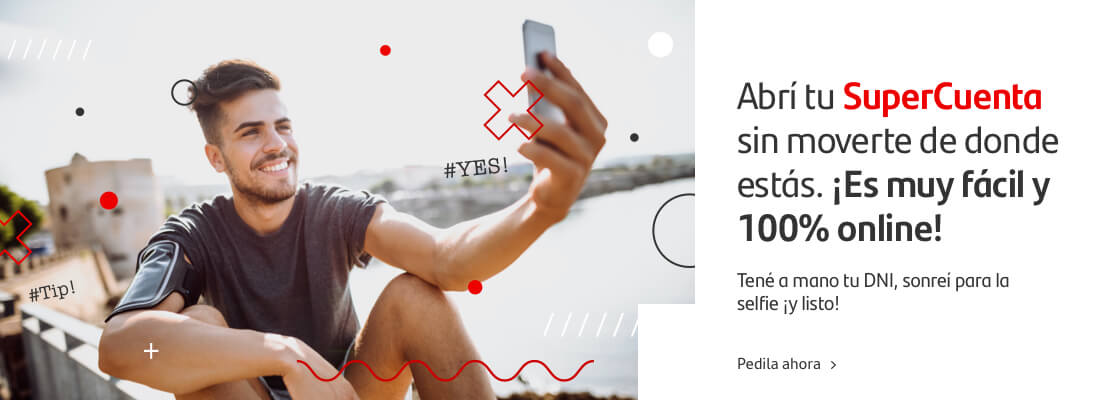 #YES!
#Tip!
Abrí tu SuperCuenta
sin moverte de donde
estás. ¡Es muy fácil y
100% online!
Tené a mano tu DNI, sonreí para la
selfie ¡y listo!
Pedila ahora >